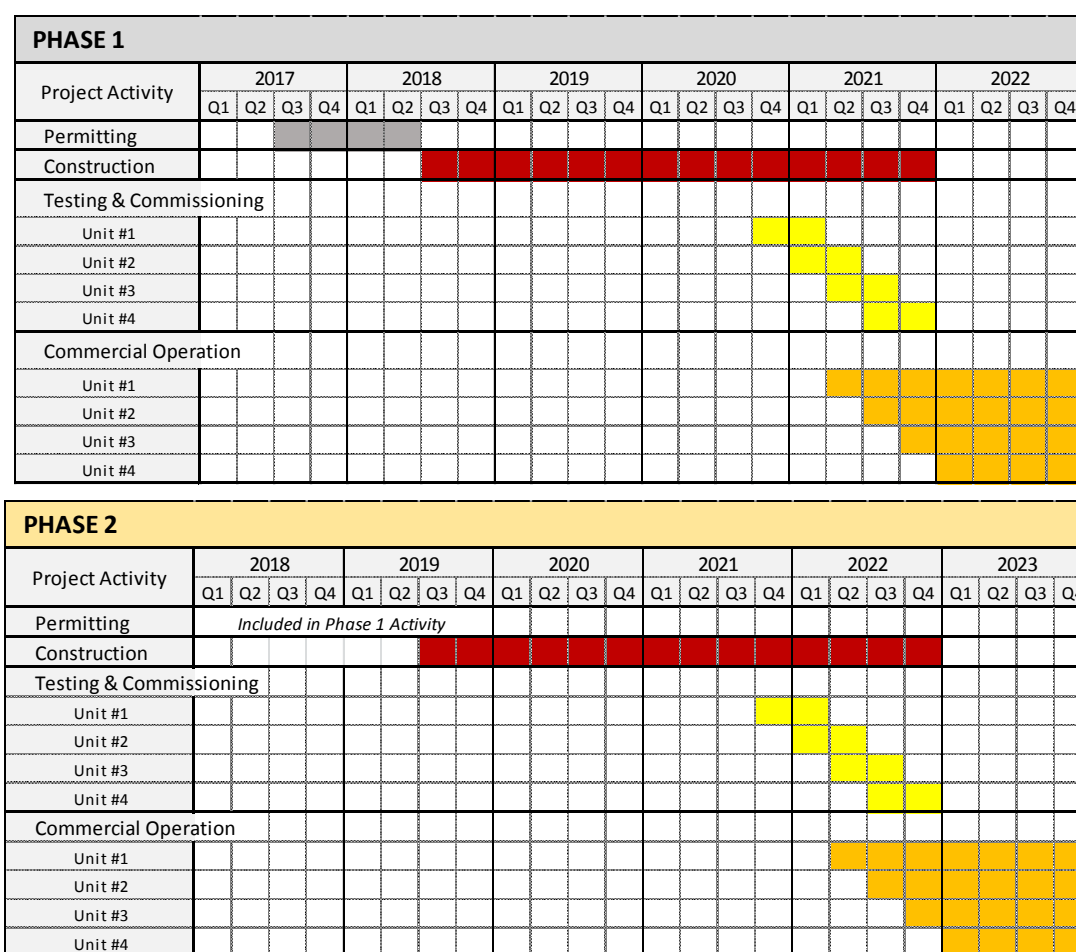 PHASE 1
Project Activity 2017 2018 2019 2020 2021 2022
Q1 Q2 Q3 Q4 Q1 Q2 Q3 Q4 Q1 Q2 Q3 Q4 Q1 Q2 Q3 Q4 Q1 Q2 Q3 Q4 Q1 Q2 Q3 Q4
Permitting
Construction
Testing & Commissioning
Unit #1
Unit #2
Unit #3
Unit #4
Commercial Operation
Unit #1
Unit #2
Unit #3
Unit #4
PHASE 2
Project Activity 2018 2019 2020 2021 2022 2023
Q1 Q2 Q3 Q4 Q1 Q2 Q3 Q4 Q1 Q2 Q3 Q4 Q1 Q2 Q3 Q4 Q1 Q2 Q3 Q4 Q1 Q2 Q3
Permitting Included in Phase 1 Activity
Construction
Testing & Commissioning
Unit #1
Unit #2
Unit #3
Unit #4
Commercial Operation
Unit #1
Unit #2
Unit #3
Unit #4